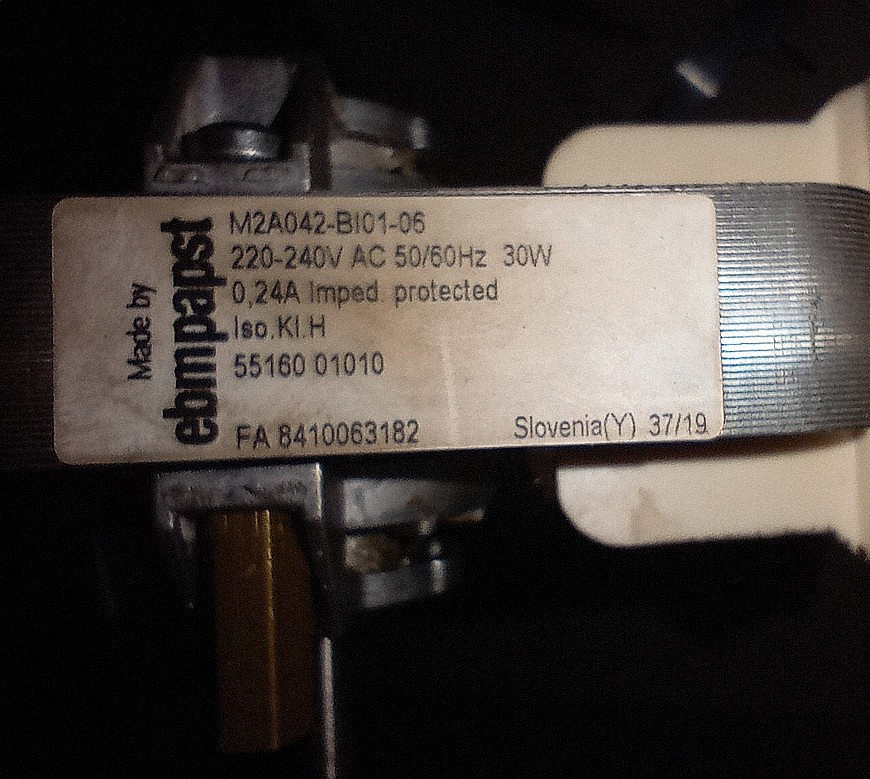 Made by
ebmpapst
M2A042-BI01-06
220-240V AC 50/60Hz 30W
0,24A Imped. protected
Iso.Kl.H
55160 01010
FA 8410063182
Slovenia(Y) 37/19